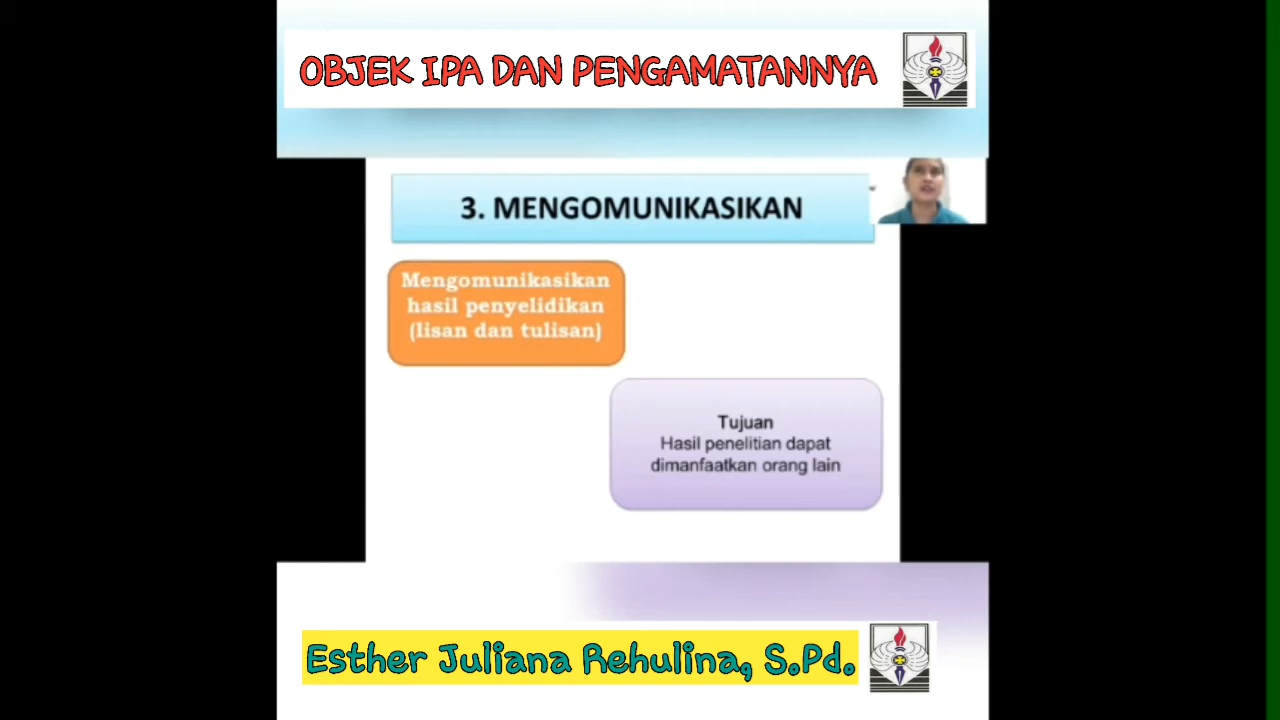 OBJEK IPA DAN PENGAMATANNYA
3. MENGOMUNIKASIKAN
Mengomunikasikan
hasil penyelidikan
(lisan dan tulisan)
Tujuan
Hasil penelitian dapat
dimanfaatkan orang lain
Esther Juliana Rehulina, S.Pd.